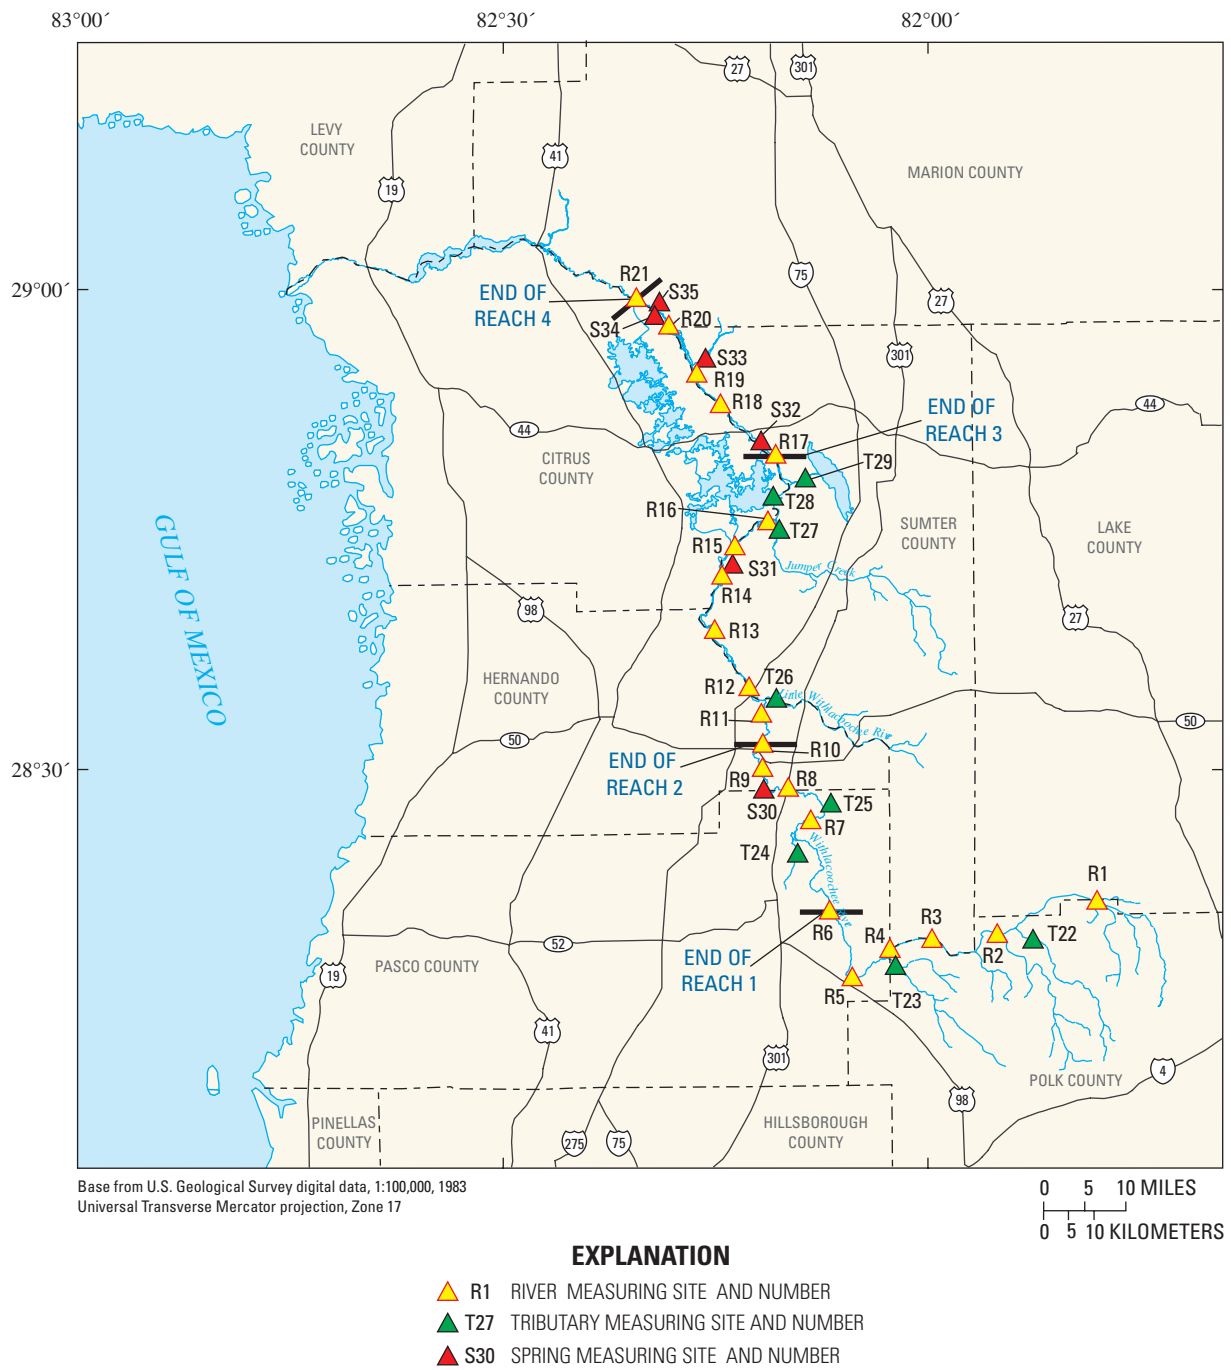 83°00´
82°30´
82°00´
27
301
LEVY
COUNTY
41
MARION COUNTY
19
75
29°00´
R21
S35
END OF
REACH 4
27
S34
R20
301
S33
R19
R18
44
END OF
REACH 3
S32
44
R17
CITRUS
COUNTY
T29
T28
R16
GULF OF MEXICO
SUMTER
COUNTY
LAKE
COUNTY
T27
R15
S31
Jumper Creek
R14
98
27
R13
HERNANDO
COUNTY
R12
T26
Little Withlacoochee River
R11
50
50
R10
END OF
REACH 2
28°30´
R9
R8
S30
T25
R7
T24
Withlacoochee River
R1
R6
R4
R3
T22
52
R2
PASCO COUNTY
END OF
REACH 1
19
R5
T23
41
301
POLK COUNTY
4
98
PINELLAS
COUNTY
HILLSBOROUGH
COUNTY
275
75
Base from U.S. Geological Survey digital data, 1:100,000, 1983
Universal Transverse Mercator projection, Zone 17
0 5 10 MILES
0 5 10 KILOMETERS
EXPLANATION
R1 RIVER MEASURING SITE AND NUMBER
T27 TRIBUTARY MEASURING SITE AND NUMBER
S30 SPRING MEASURING SITE AND NUMBER